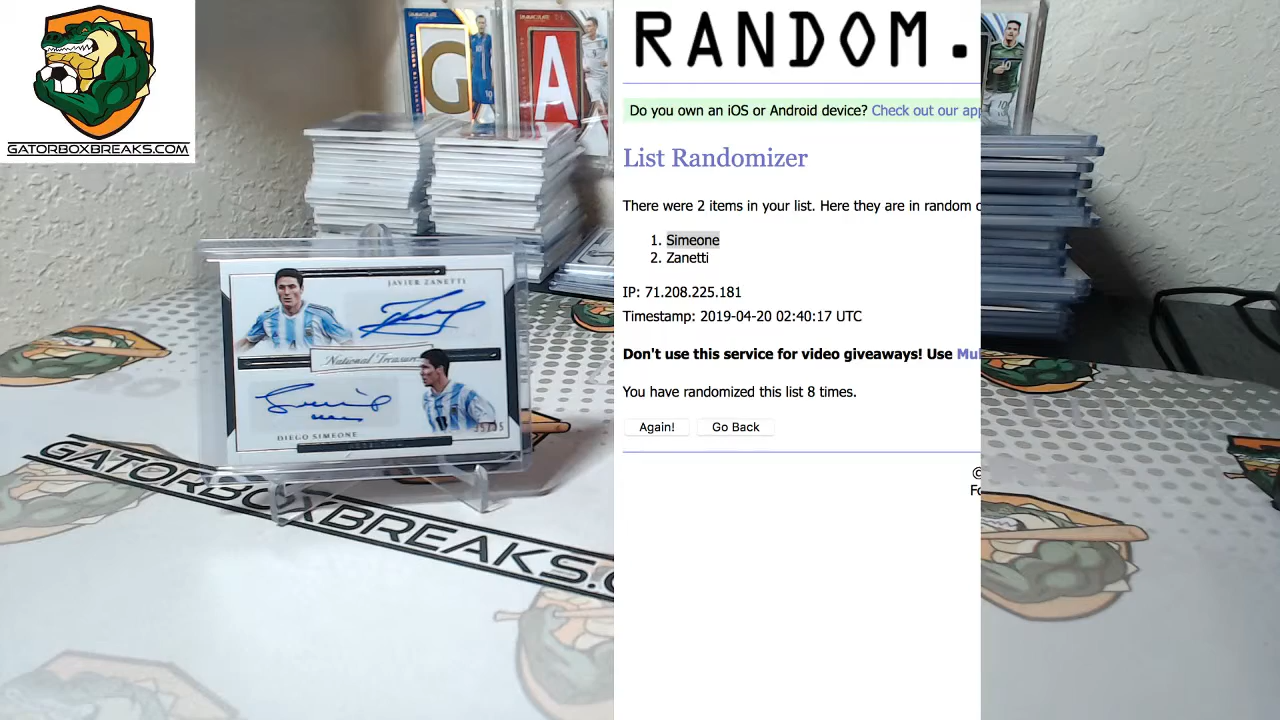 GATORBOXBREAKS.COM
G
A
JAVIER ZANETTI
National Treasures
DIEGO SIMEONE
GATORBOXBREAKS.C
RANDOM.
Do you own an iOS or Android device? Check out our app
List Randomizer
There were 2 items in your list. Here they are in random o
1. Simeone
2. Zanetti
IP: 71.208.225.181
Timestamp: 2019-04-20 02:40:17 UTC
Don't use this service for video giveaways! Use Mu
You have randomized this list 8 times.
Again!
Go Back
©
Fo